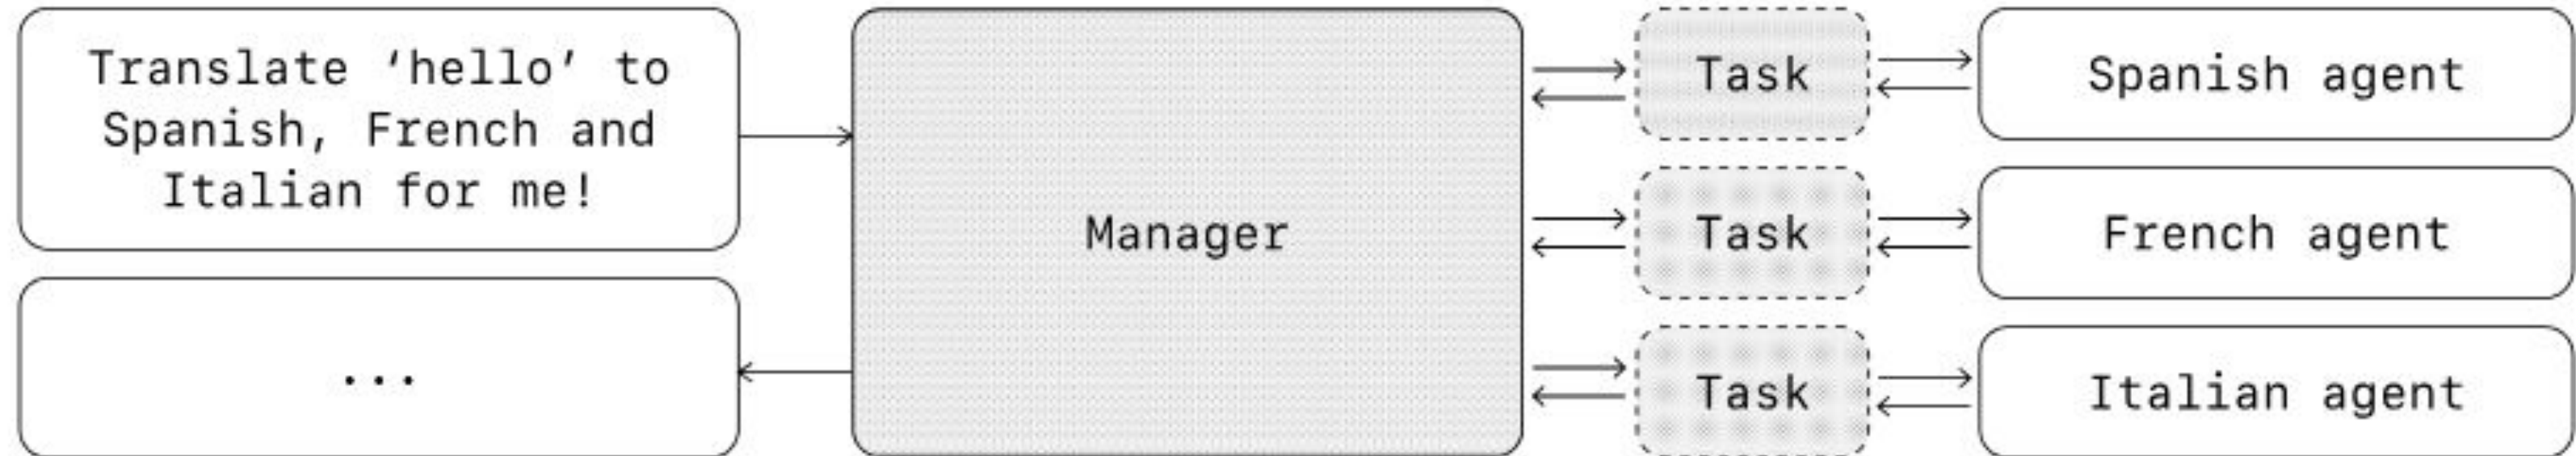 Translate ‘hello’ to
Spanish, French and
Italian for me!
...
Manager
Task
Spanish agent
Task
French agent
Task
Italian agent